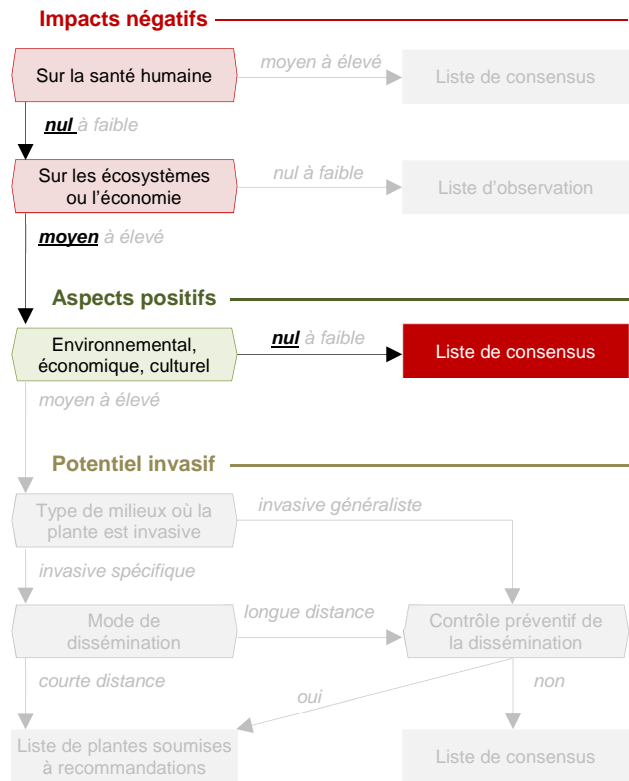 Impacts négatifs
Sur la santé humaine
moyen à élevé
Liste de consensus
nul à faible
Sur les écosystèmes
ou l’économie
nul à faible
Liste d’observation
moyen à élevé
Aspects positifs
Environnemental,
économique, culturel
nul à faible
Liste de consensus
moyen à élevé
Potentiel invasif
Type de milieux où la
plante est invasive
invasive généraliste
invasive spécifique
Mode de
dissémination
longue distance
Contrôle préventif de
la dissémination
courte distance
oui
non
Liste de plantes soumises
à recommandations
Liste de consensus